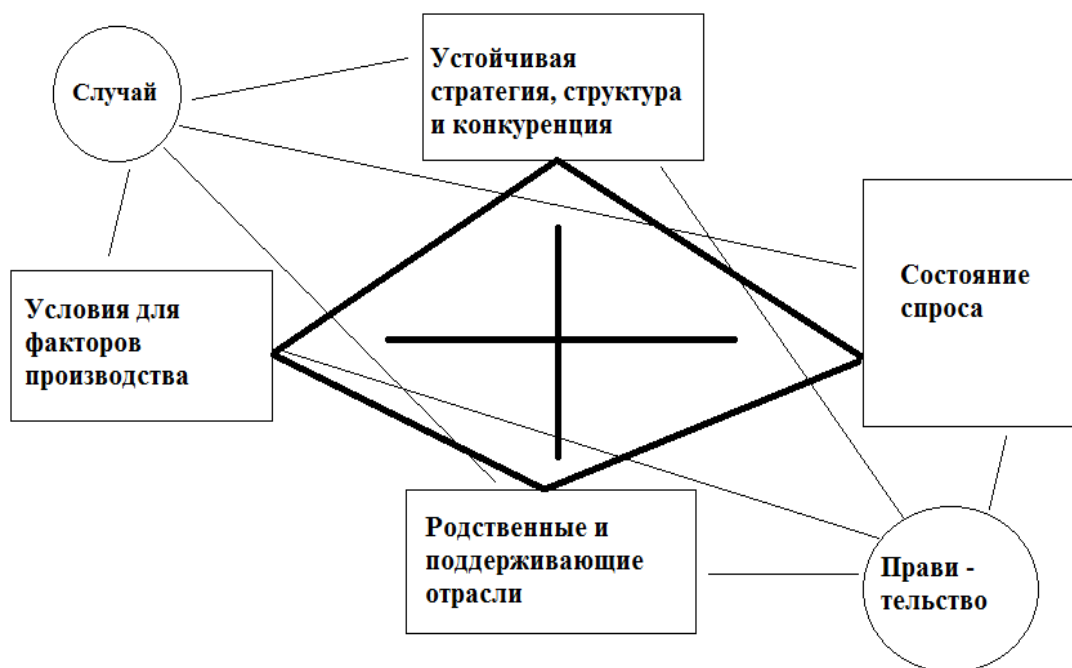 Случай
Устойчивая
стратегия, структура
и конкуренция
Состояние
спроса
Условия для
факторов
производства
Родственные и
поддерживающие
отрасли
Прави -
тельство